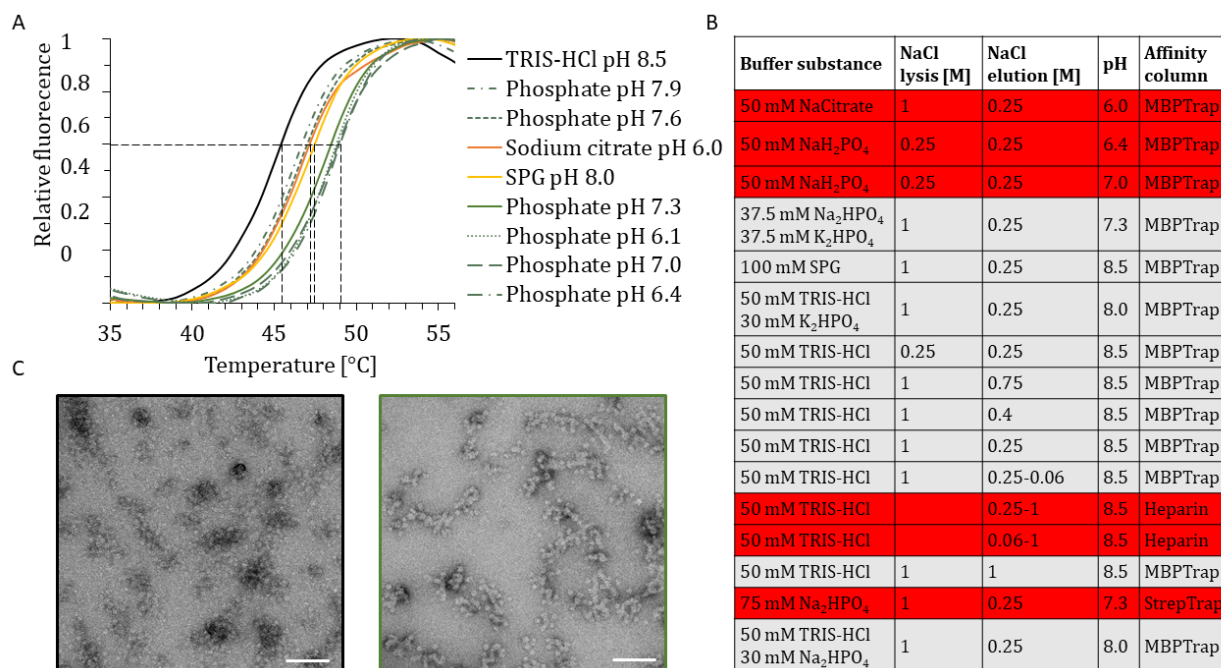 A
Relative fluorecence
1
0.8
0.6
0.4
0.2
0
35 40 45 50 55
Temperature [°C]
TRIS-HCl pH 8.5
Phosphate pH 7.9
Phosphate pH 7.6
Sodium citrate pH 6.0
SPG pH 8.0
Phosphate pH 7.3
Phosphate pH 6.1
Phosphate pH 7.0
Phosphate pH 6.4
B
Buffer substance NaCl lysis [M] NaCl elution [M] pH Affinity column
50 mM NaCitrate 1 0.25 6.0 MBPTrap
50 mM NaH₂PO₄ 0.25 0.25 6.4 MBPTrap
50 mM NaH₂PO₄ 0.25 0.25 7.0 MBPTrap
37.5 mM Na₂HPO₄
37.5 mM K₂HPO₄ 1 0.25 7.3 MBPTrap
100 mM SPG 1 0.25 8.5 MBPTrap
50 mM TRIS-HCl
30 mM K₂HPO₄ 1 0.25 8.0 MBPTrap
50 mM TRIS-HCl 0.25 0.25 8.5 MBPTrap
50 mM TRIS-HCl 1 0.75 8.5 MBPTrap
50 mM TRIS-HCl 1 0.4 8.5 MBPTrap
50 mM TRIS-HCl 1 0.25 8.5 MBPTrap
50 mM TRIS-HCl 1 0.25-0.06 8.5 MBPTrap
50 mM TRIS-HCl 0.25-1 8.5 Heparin
50 mM TRIS-HCl 0.06-1 8.5 Heparin
50 mM TRIS-HCl 1 1 8.5 MBPTrap
75 mM Na₂HPO₄ 1 0.25 7.3 StrepTrap
50 mM TRIS-HCl
30 mM Na₂HPO₄ 1 0.25 8.0 MBPTrap
C